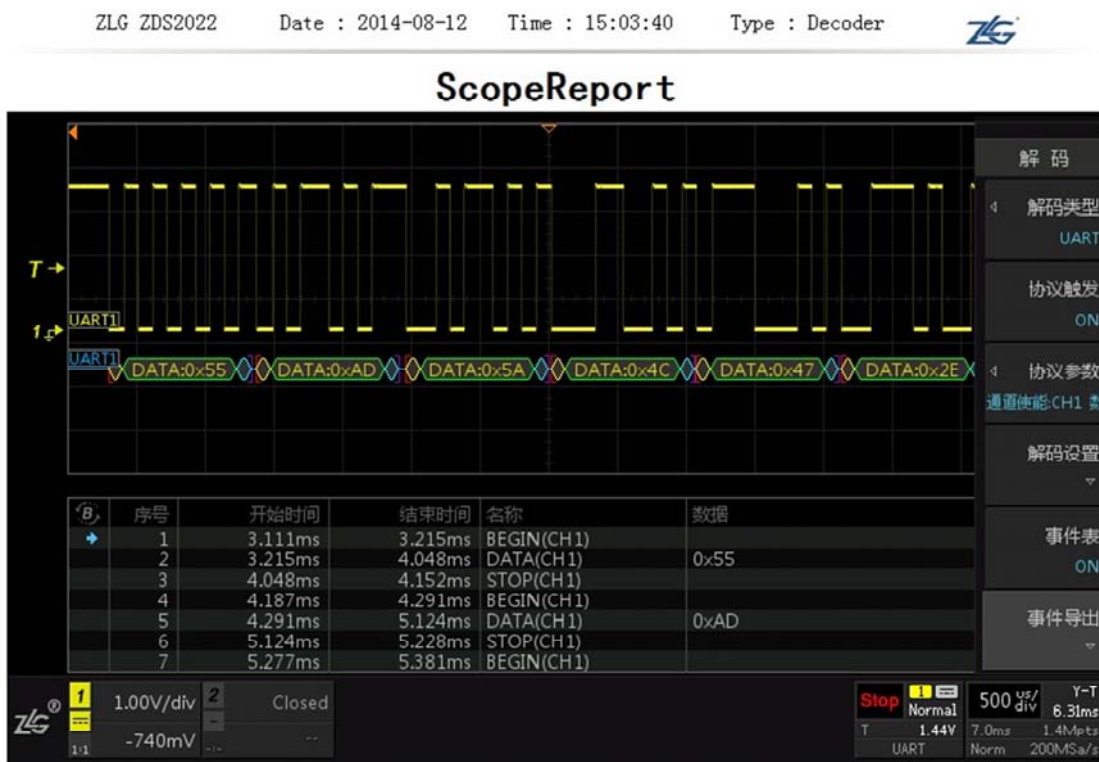 ZLG ZDS2022 Date : 2014-08-12 Time : 15:03:40 Type : Decoder ZLG
ScopeReport
解 码
解码类型
UART
协议触发
ON
协议参数
通道使能:CH1 数
解码设置
事件表
ON
事件导出
T
UART1
1
UART1
DATA:0x55 DATA:0xAD DATA:0x5A DATA:0x4C DATA:0x47 DATA:0x2E
B 序号 开始时间 结束时间 名称 数据
1 3.111ms 3.215ms BEGIN(CH1)
2 3.215ms 4.048ms DATA(CH1) 0x55
3 4.048ms 4.152ms STOP(CH1)
4 4.187ms 4.291ms BEGIN(CH1)
5 4.291ms 5.124ms DATA(CH1) 0xAD
6 5.124ms 5.228ms STOP(CH1)
7 5.277ms 5.381ms BEGIN(CH1)
ZLG®
1 1.00V/div 2 Closed
1:1 -740mV -:- --
Stop 1 Normal
T 1.44V
UART
500 us/div Y-T
6.31ms
7.0ms 1.4Mpts
Norm 200MSa/s